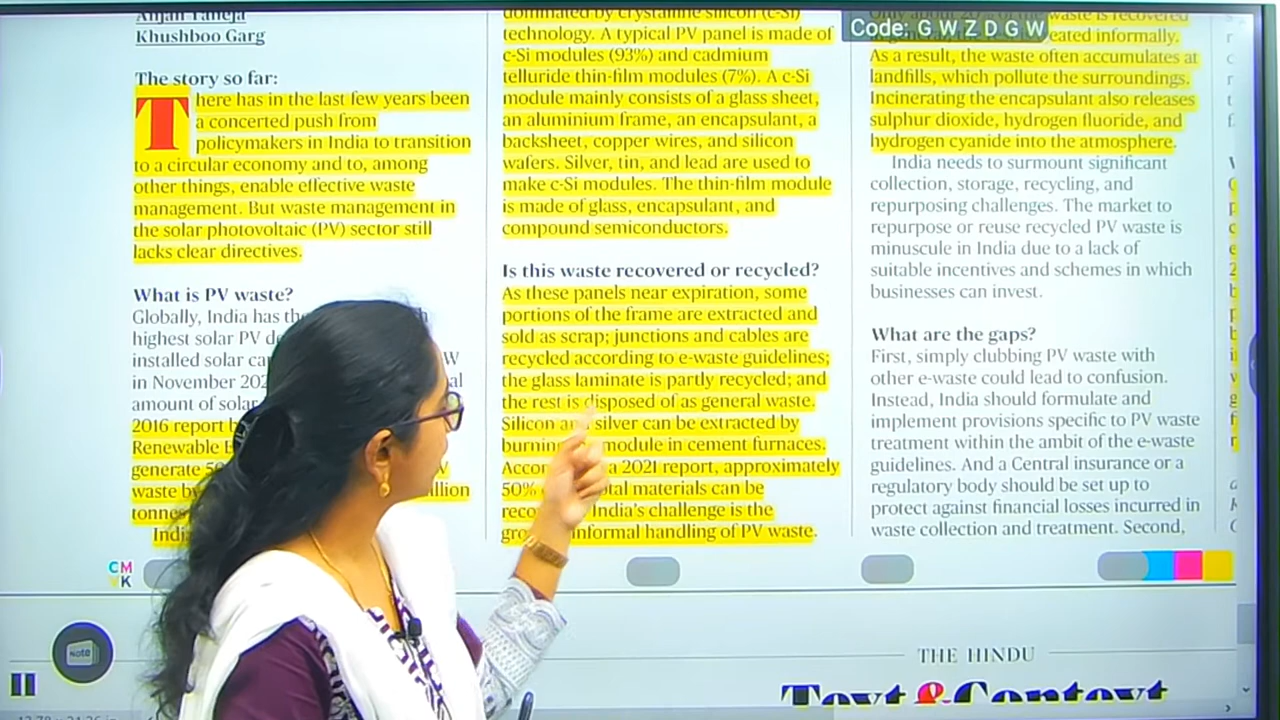 Anjali Taneja
Khushboo Garg
The story so far:
There has in the last few years been
a concerted push from
policymakers in India to transition
to a circular economy and to, among
other things, enable effective waste
management. But waste management in
the solar photovoltaic (PV) sector still
lacks clear directives.
What is PV waste?
Globally, India has the
highest solar PV
installed solar
in November
amount of solar
2016 report
Renewable
generate
waste
tonnes
dominated by crystalline silicon (c-Si)
technology. A typical PV panel is made of
c-Si modules (93%) and cadmium
telluride thin-film modules (7%). A c-Si
module mainly consists of a glass sheet,
an aluminium frame, an encapsulant, a
backsheet, copper wires, and silicon
wafers. Silver, tin, and lead are used to
make c-Si modules. The thin-film module
is made of glass, encapsulant, and
compound semiconductors.
Is this waste recovered or recycled?
As these panels near expiration, some
portions of the frame are extracted and
sold as scrap; junctions and cables are
recycled according to e-waste guidelines;
the glass laminate is partly recycled; and
the rest is disposed of as general waste.
Silicon and silver can be extracted by
burning module in cement furnaces.
a 2021 report, approximately
50% total materials can be
India's challenge is the
informal handling of PV waste.
Code: G W Z D G W
waste is recovered
informally.
As a result, the waste often accumulates at
landfills, which pollute the surroundings.
Incinerating the encapsulant also releases
sulphur dioxide, hydrogen fluoride, and
hydrogen cyanide into the atmosphere.
India needs to surmount significant
collection, storage, recycling, and
repurposing challenges. The market to
repurpose or reuse recycled PV waste is
minuscule in India due to a lack of
suitable incentives and schemes in which
businesses can invest.
What are the gaps?
First, simply clubbing PV waste with
other e-waste could lead to confusion.
Instead, India should formulate and
implement provisions specific to PV waste
treatment within the ambit of the e-waste
guidelines. And a Central insurance or a
regulatory body should be set up to
protect against financial losses incurred in
waste collection and treatment. Second,
CM
YK
Note
THE HINDU
Text & Context